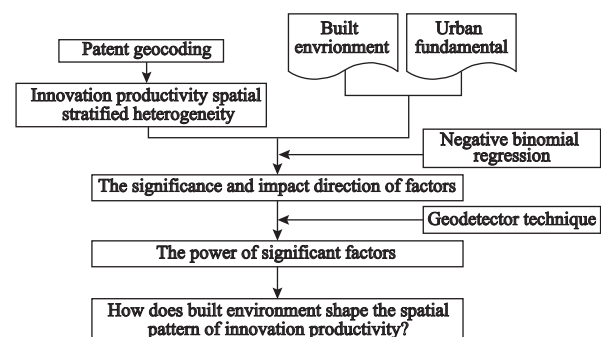 Patent geocoding
Built
envrionment
Urban
fundamental
Innovation productivity spatial
stratified heterogeneity
Negative binomial
regression
The significance and impact direction of factors
Geodetector technique
The power of significant factors
How does built environment shape the spatial
pattern of innovation productivity?